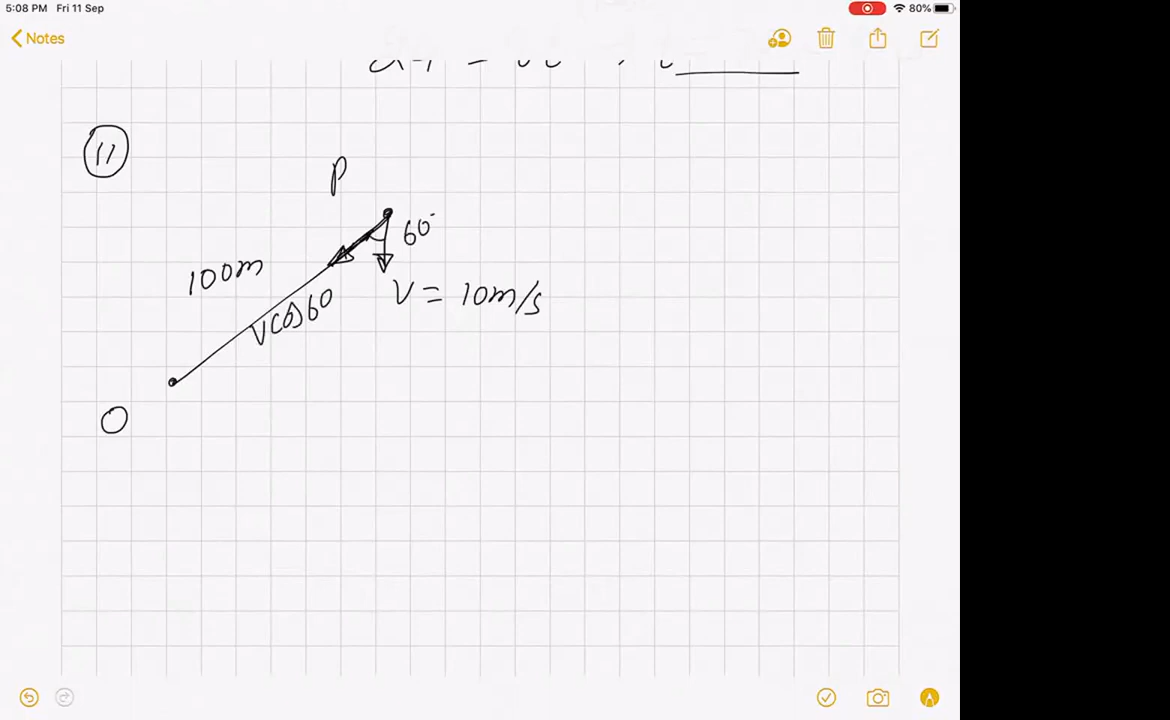 5:08 PM Fri 11 Sep
80%
Notes
11
P
60°
100m
V = 10m/s
Vcos60
O